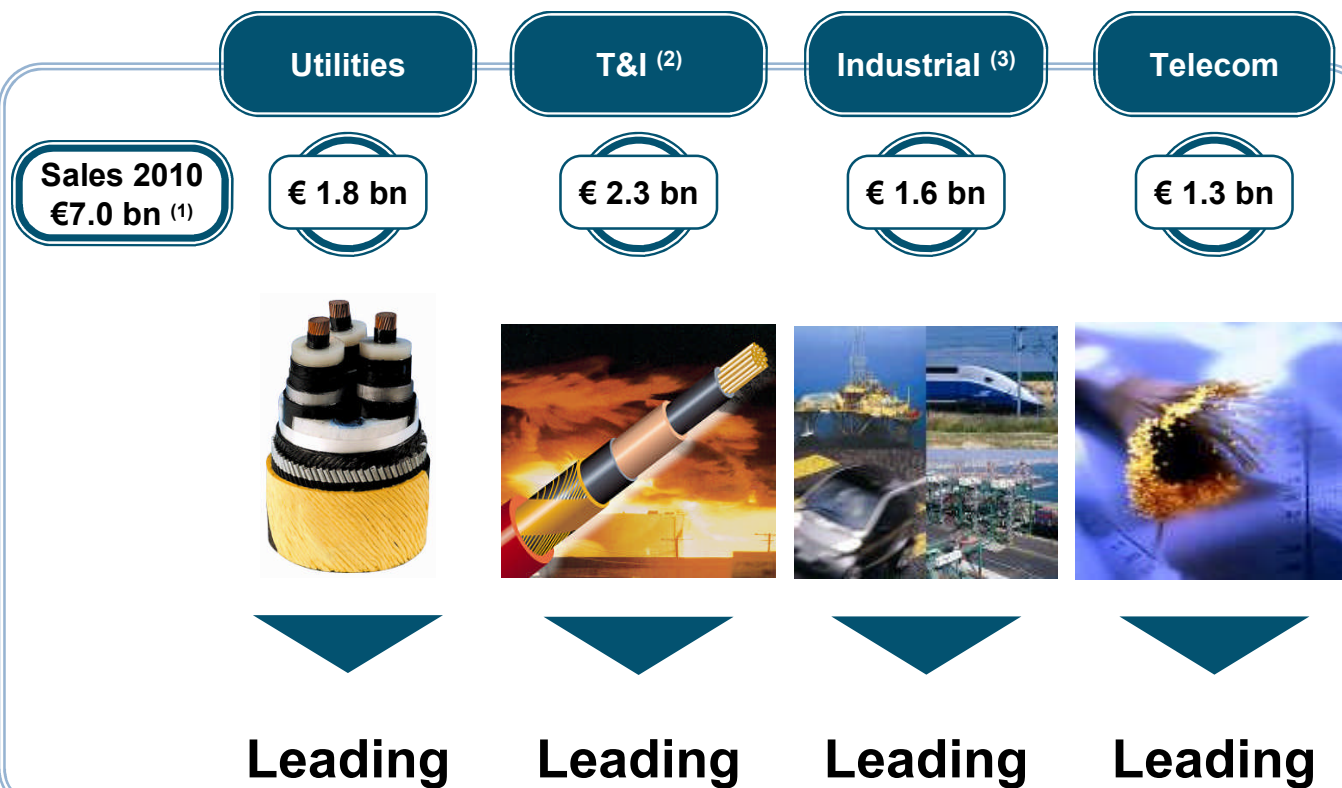 Utilities
T&I (2)
Industrial (3)
Telecom
Sales 2010
€7.0 bn (1)
€ 1.8 bn
€ 2.3 bn
€ 1.6 bn
€ 1.3 bn
Leading
Leading
Leading
Leading